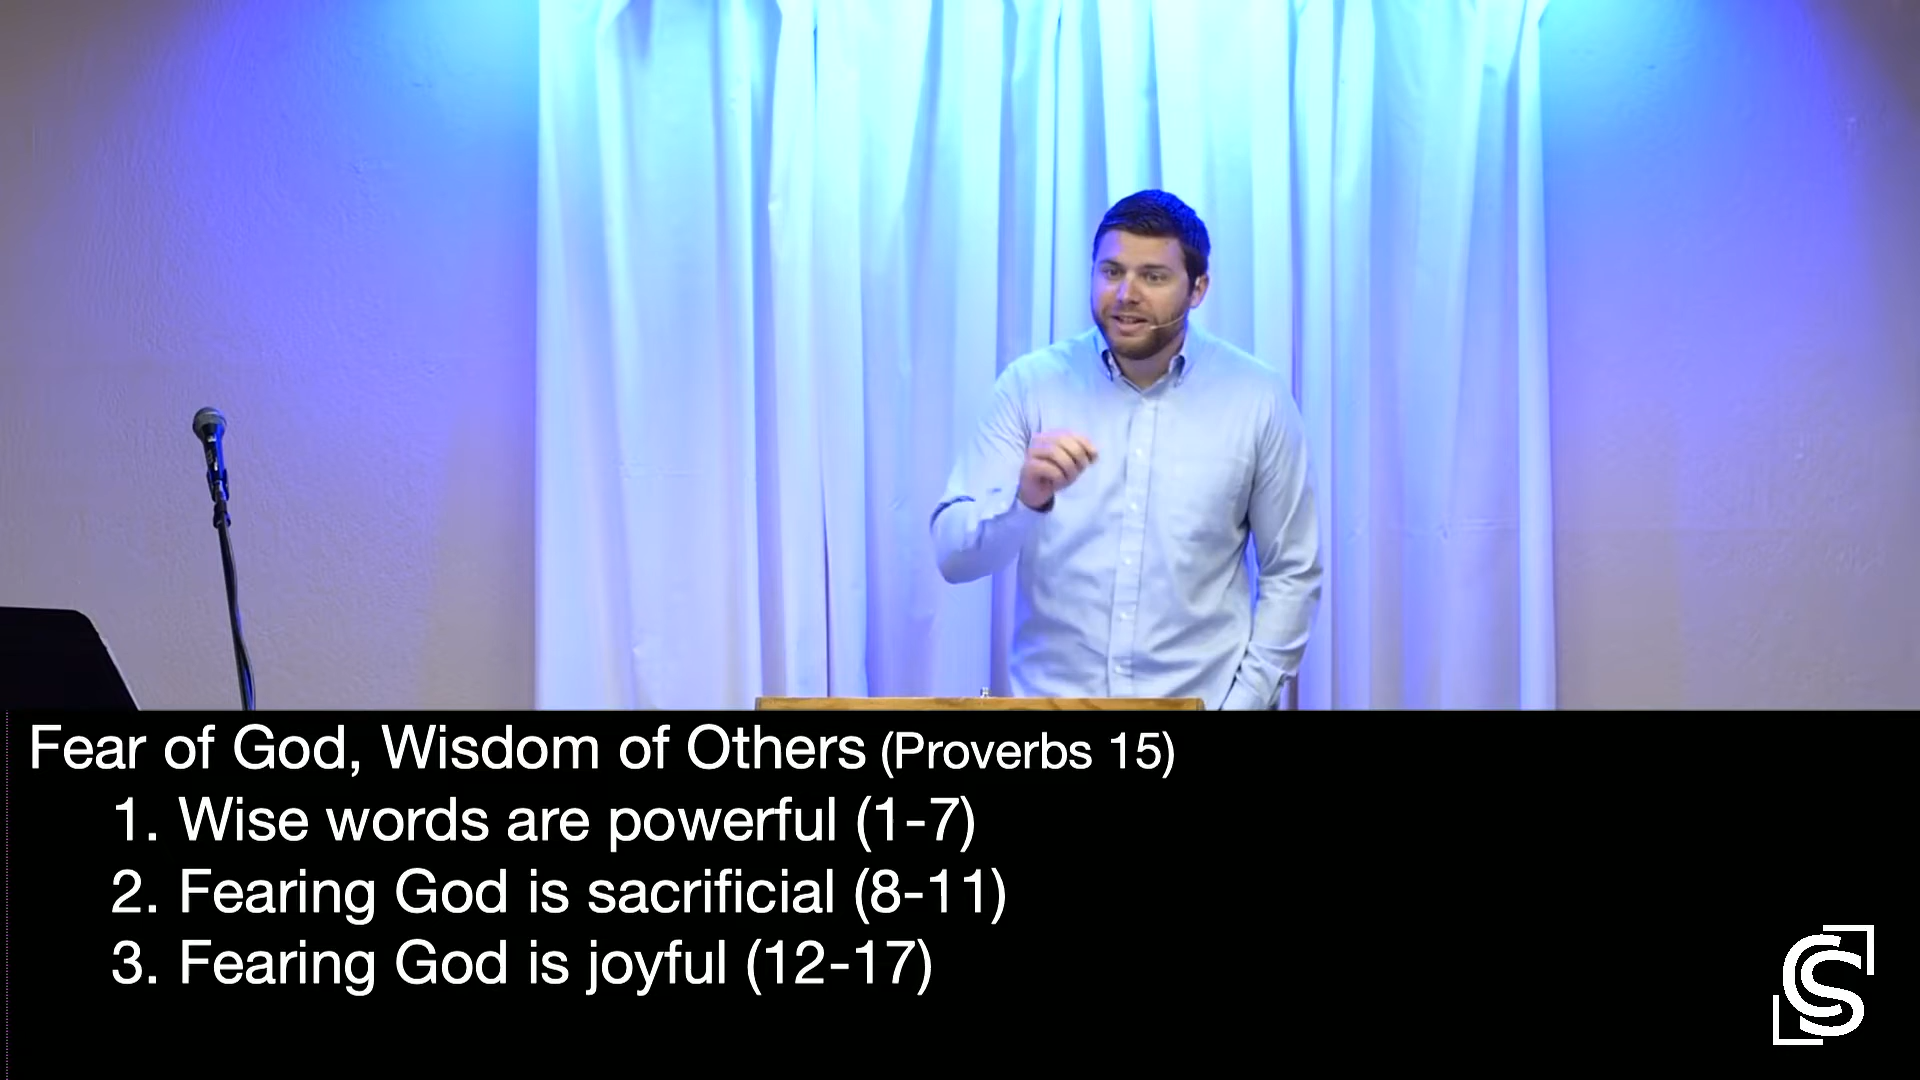 Fear of God, Wisdom of Others (Proverbs 15)
1. Wise words are powerful (1-7)
2. Fearing God is sacrificial (8-11)
3. Fearing God is joyful (12-17)
CS